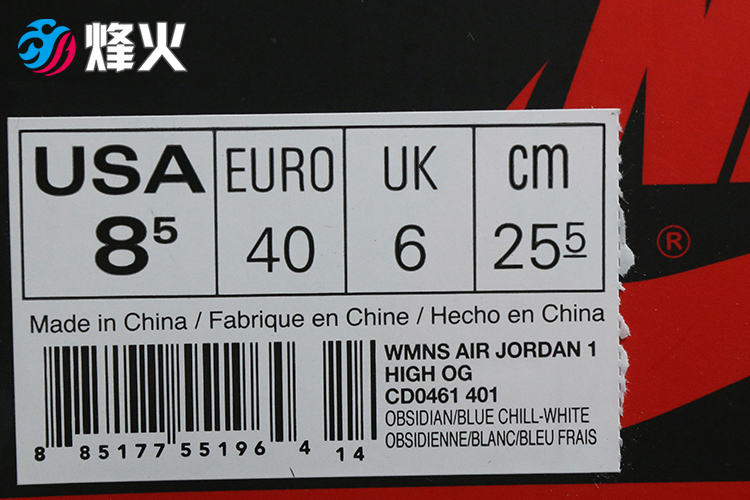 烽火
USA EURO UK cm
8⁵ 40 6 25⁵
Made in China / Fabrique en Chine / Hecho en China
WMNS AIR JORDAN 1
HIGH OG
CD0461 401
OBSIDIAN/BLUE CHILL-WHITE
OBSIDIENNE/BLANC/BLEU FRAIS
8 85177 55196 4 14
®